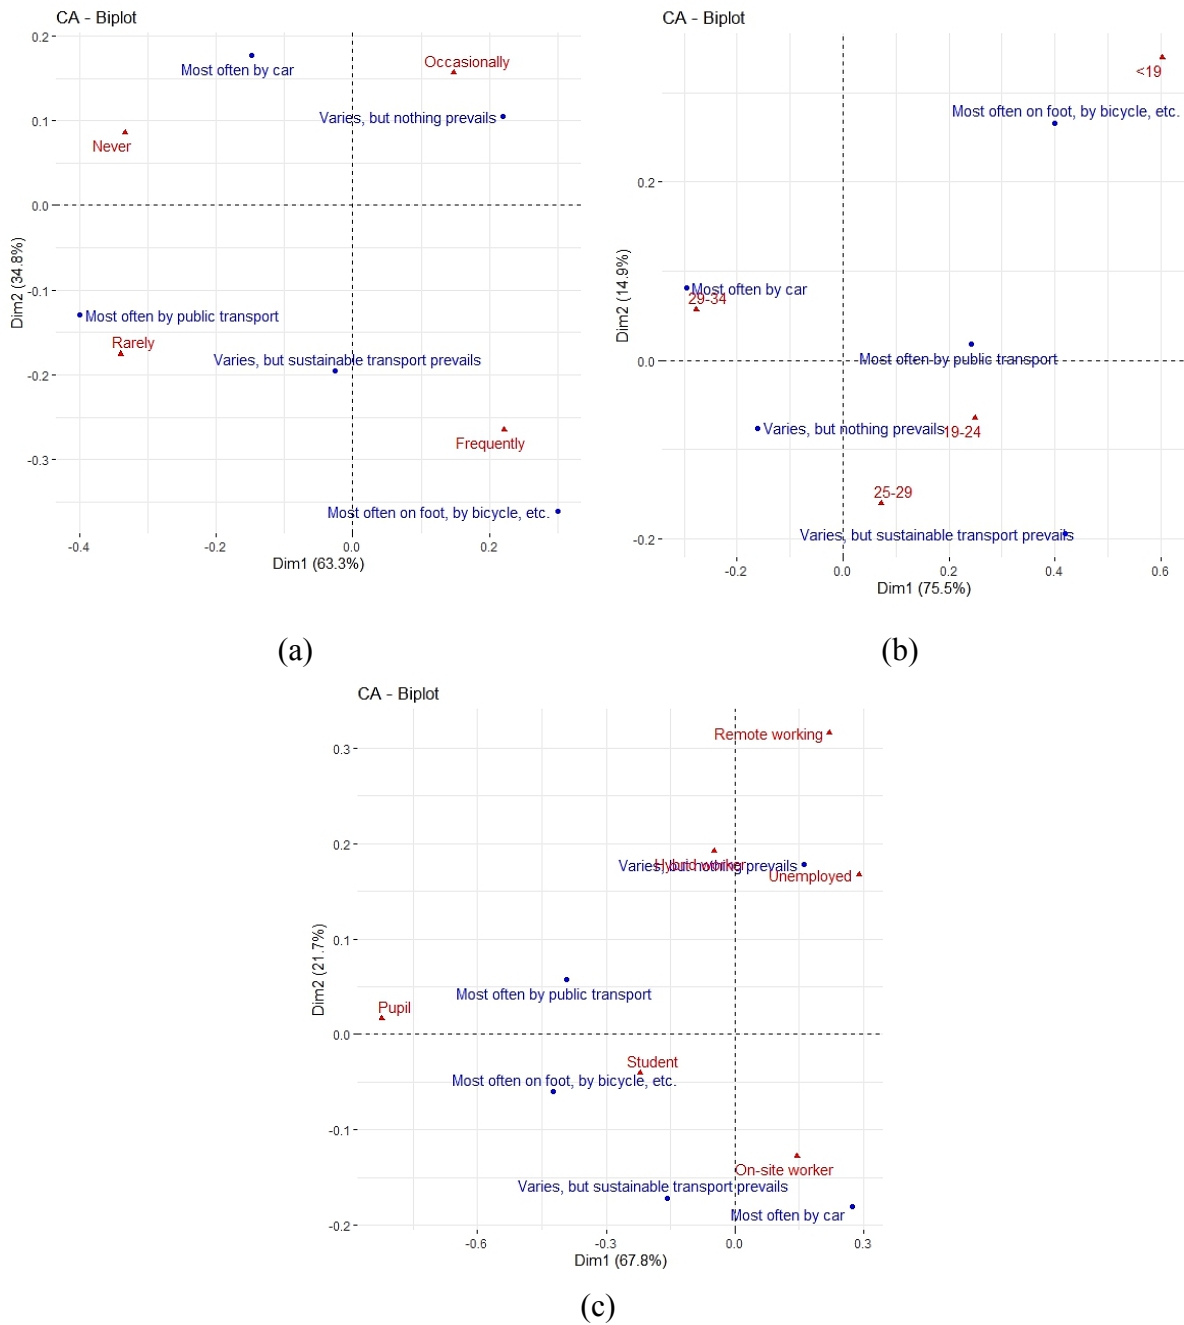 CA - Biplot
0.2
Occasionally
Most often by car
Varies, but nothing prevails
0.1
Never
0.0
Dim2 (34.8%)
-0.1
Most often by public transport
Rarely
Varies, but sustainable transport prevails
-0.2
Frequently
-0.3
Most often on foot, by bicycle, etc.
-0.4
-0.2
0.0
0.2
Dim1 (63.3%)
(a)
CA - Biplot
<19
Most often on foot, by bicycle, etc.
0.2
Dim2 (14.9%)
Most often by car
29-34
Most often by public transport
0.0
Varies, but nothing prevails
19-24
25-29
Varies, but sustainable transport prevails
-0.2
-0.2
0.0
0.2
0.4
0.6
Dim1 (75.5%)
(b)
CA - Biplot
Remote working
0.3
0.2
Hybrid worker
Varies, but nothing prevails
Unemployed
0.1
Dim2 (21.7%)
Most often by public transport
Pupil
0.0
Student
Most often on foot, by bicycle, etc.
-0.1
On-site worker
Varies, but sustainable transport prevails
Most often by car
-0.2
-0.6
-0.3
0.0
0.3
Dim1 (67.8%)
(c)